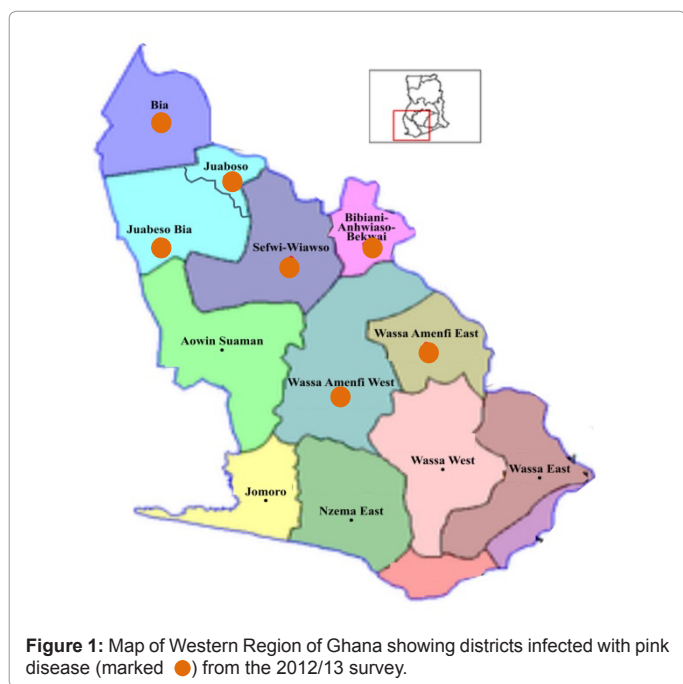 Bia
Juaboso
Juabeso Bia
Sefwi-Wiawso
Bibiani-
Anhwiaso-
Bekwai
Aowin Suaman
Wassa Amenfi West
Wassa Amenfi East
Wassa West
Wassa East
Jomoro
Nzema East
Figure 1: Map of Western Region of Ghana showing districts infected with pink
disease (marked ) from the 2012/13 survey.